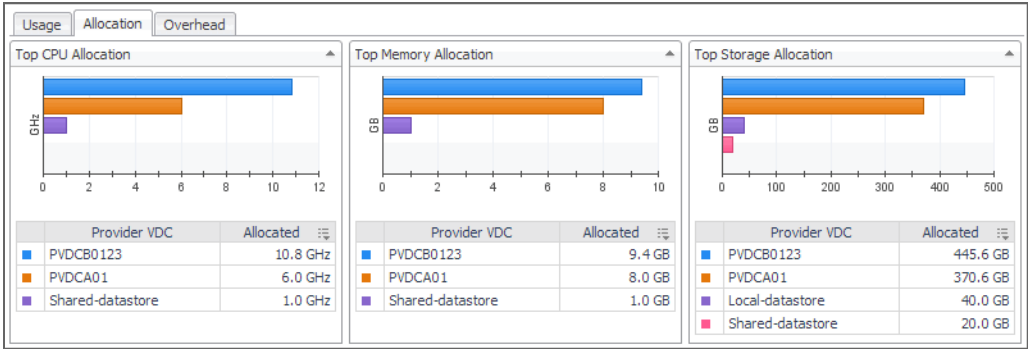 Usage Allocation Overhead
Top CPU Allocation
GHz
0 2 4 6 8 10 12
Provider VDC Allocated
PVDCB0123 10.8 GHz
PVDCA01 6.0 GHz
Shared-datastore 1.0 GHz
Top Memory Allocation
GB
0 2 4 6 8 10
Provider VDC Allocated
PVDCB0123 9.4 GB
PVDCA01 8.0 GB
Shared-datastore 1.0 GB
Top Storage Allocation
GB
0 100 200 300 400 500
Provider VDC Allocated
PVDCB0123 445.6 GB
PVDCA01 370.6 GB
Local-datastore 40.0 GB
Shared-datastore 20.0 GB